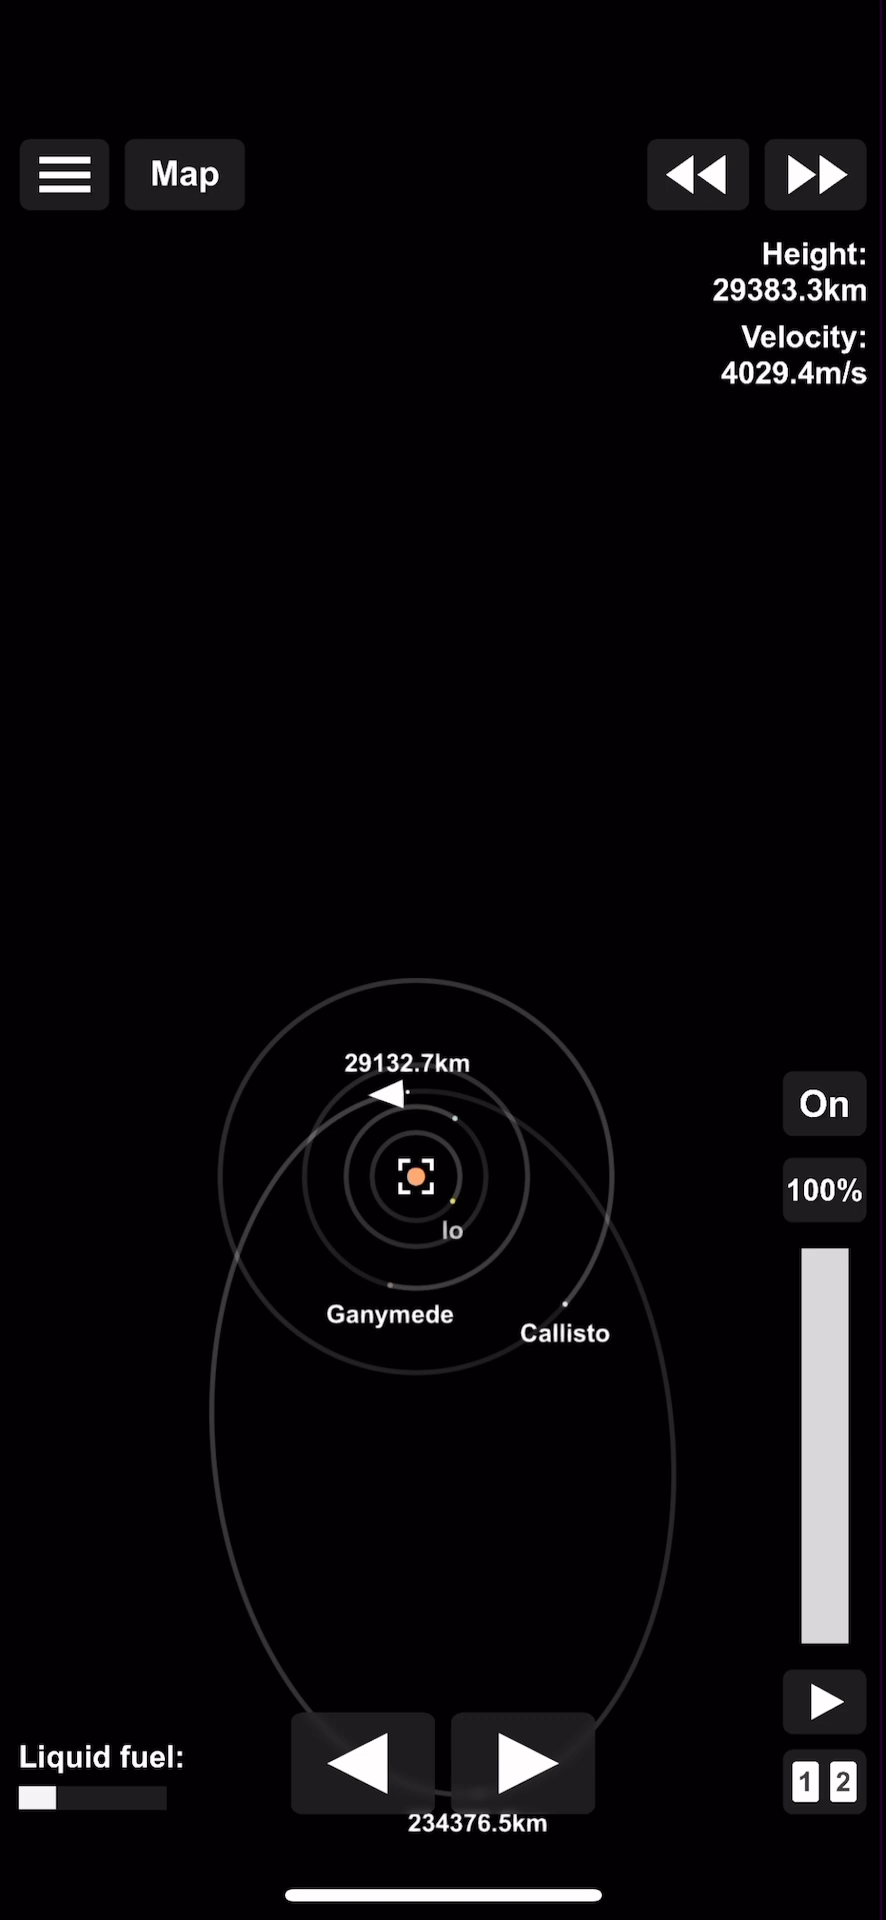 Map
Height:
29383.3km
Velocity:
4029.4m/s
29132.7km
On
100%
Io
Ganymede
Callisto
Liquid fuel:
1 2
234376.5km